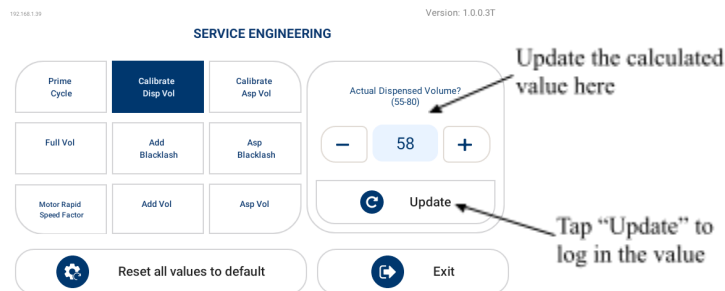 192.168.1.39
Version: 1.0.0.3T
SERVICE ENGINEERING
Prime
Cycle
Calibrate
Disp Vol
Calibrate
Asp Vol
Full Vol
Add
Blacklash
Asp
Blacklash
Motor Rapid
Speed Factor
Add Vol
Asp Vol
Actual Dispensed Volume?
(55-80)
− 58 +
Update
Reset all values to default
Exit
Update the calculated
value here
Tap “Update” to
log in the value